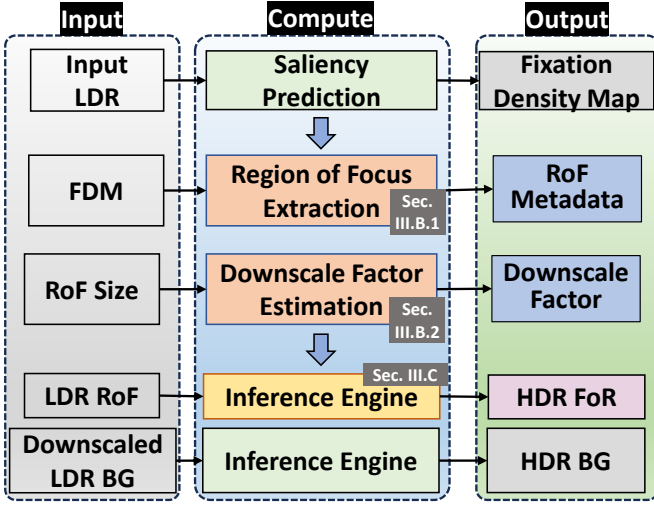 Input
Compute
Output
Input
LDR
Saliency
Prediction
Fixation
Density Map
FDM
Region of Focus
Extraction
Sec.
III.B.1
RoF
Metadata
RoF Size
Downscale Factor
Estimation
Sec.
III.B.2
Downscale
Factor
Sec. III.C
LDR RoF
Inference Engine
HDR FoR
Downscaled
LDR BG
Inference Engine
HDR BG